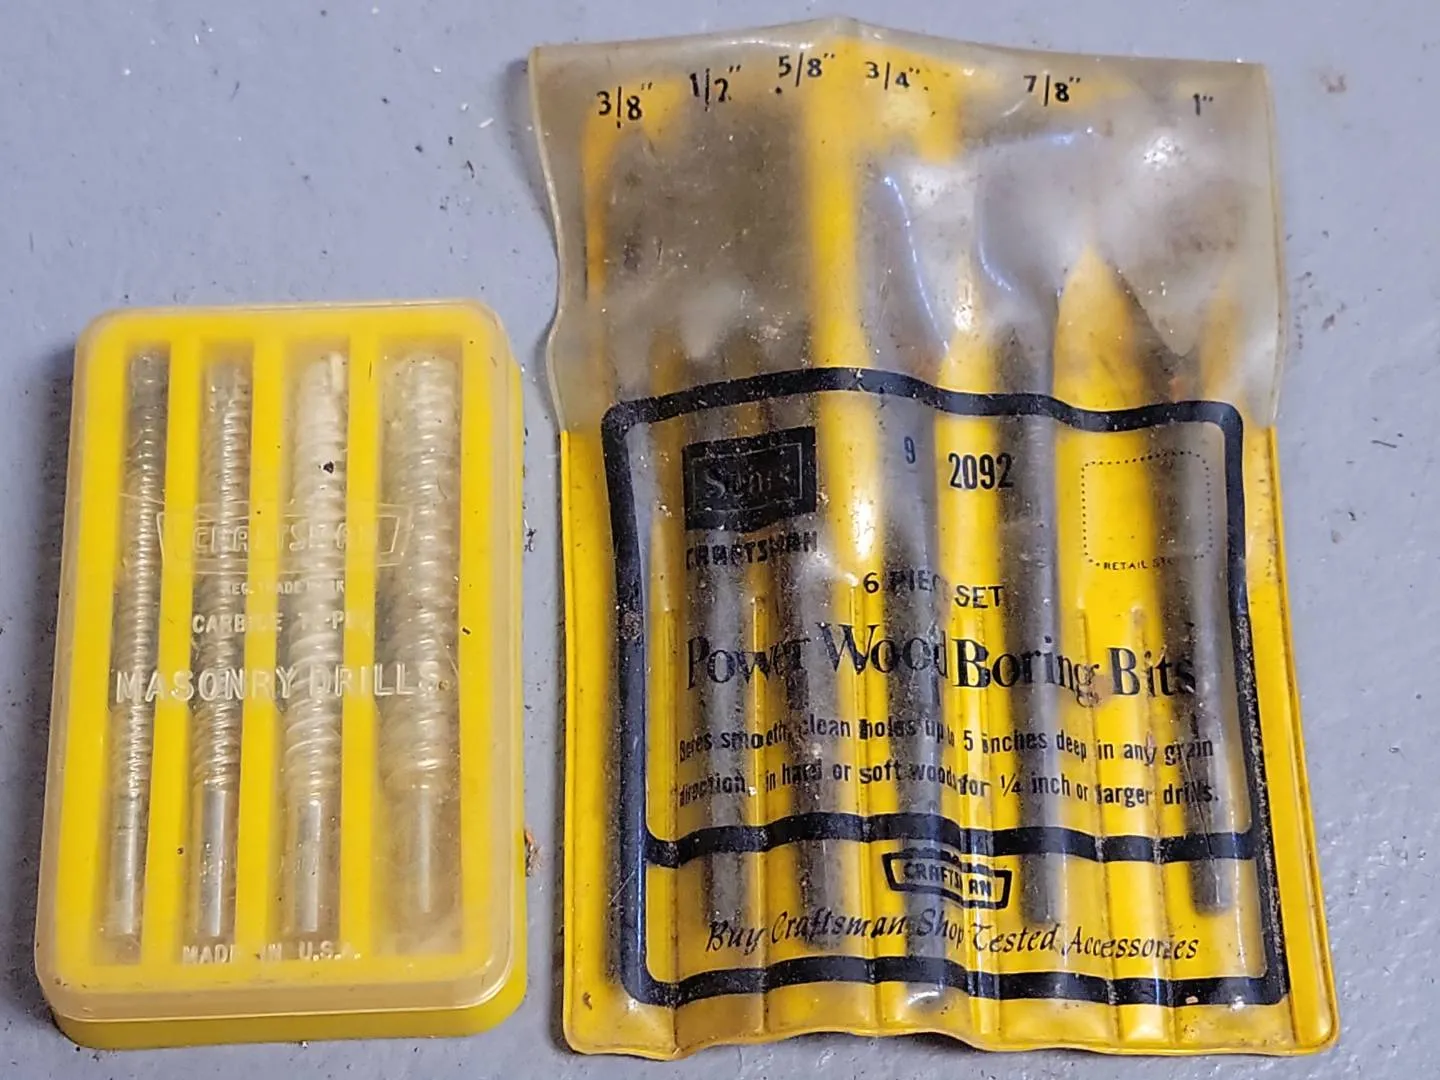 3/8" 1/2" 5/8" 3/4" 7/8" 1"
Sears
CRAFTSMAN
9 2092
RETAIL
6 PIECE SET
Power Wood Boring Bits
Bores smooth, clean holes up to 5 inches deep in any grain
direction, in hard or soft woods for 1/4 inch or larger drills.
CRAFTSMAN
Buy Craftsman Shop Tested Accessories
CRAFTSMAN
REG. TRADE MARK
CARBIDE TIPPED
MASONRY DRILLS
MADE IN U.S.A.